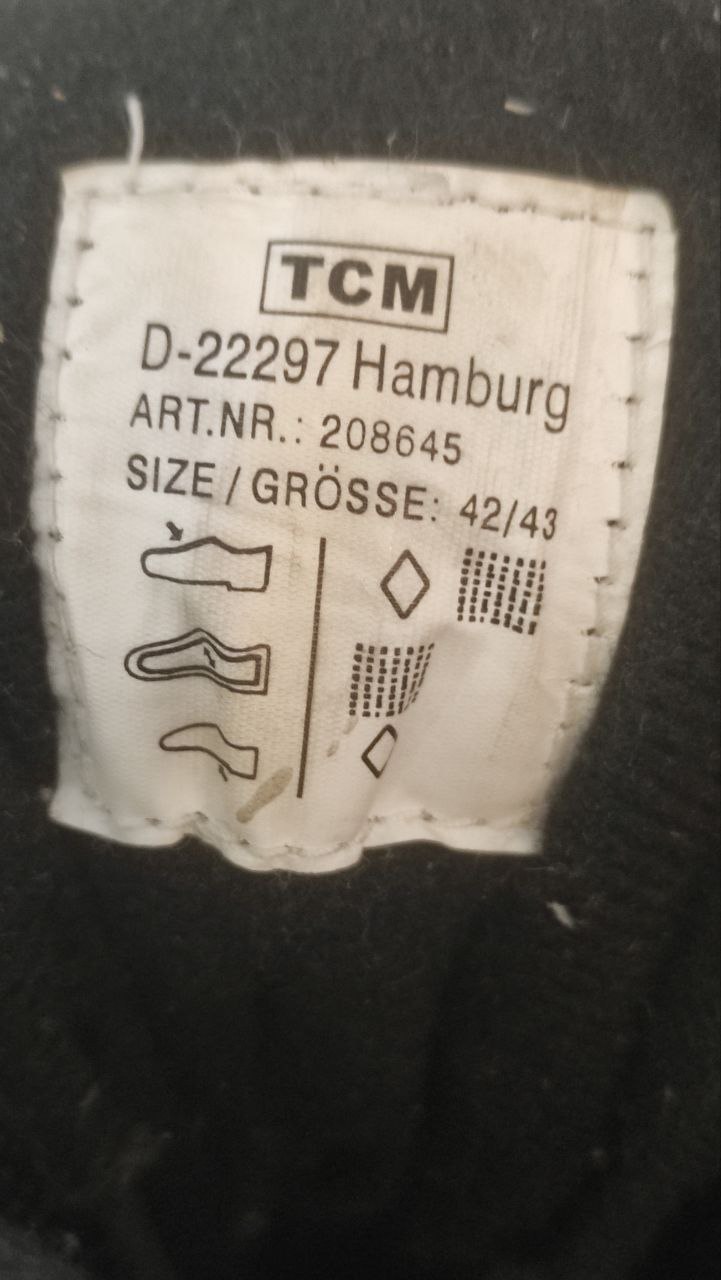 TCM
D-22297 Hamburg
ART.NR.: 208645
SIZE / GRÖSSE: 42/43